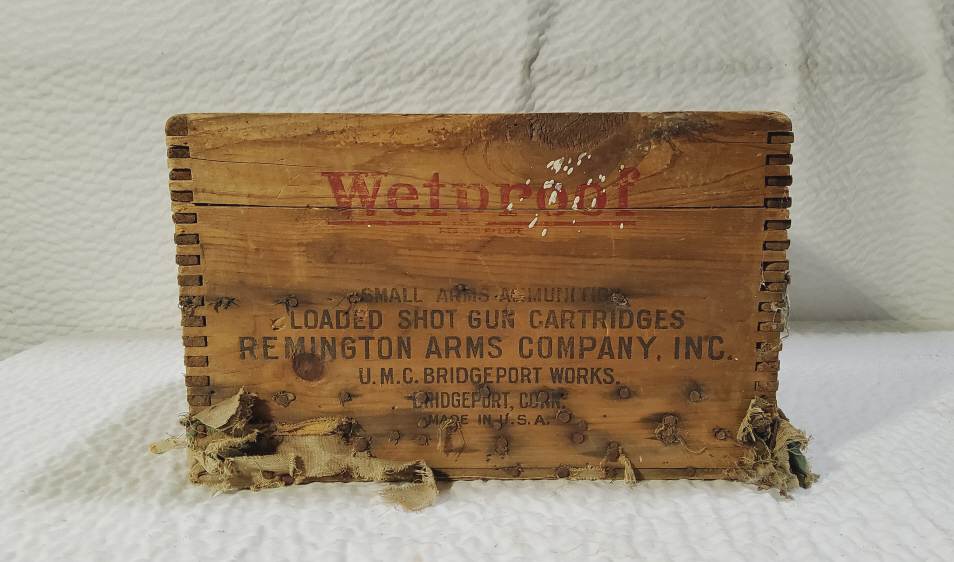 Wetproof
SMALL ARMS AMMUNITION
LOADED SHOT GUN CARTRIDGES
REMINGTON ARMS COMPANY, INC.
U.M.C. BRIDGEPORT WORKS.
BRIDGEPORT, CONN.
MADE IN U.S.A.